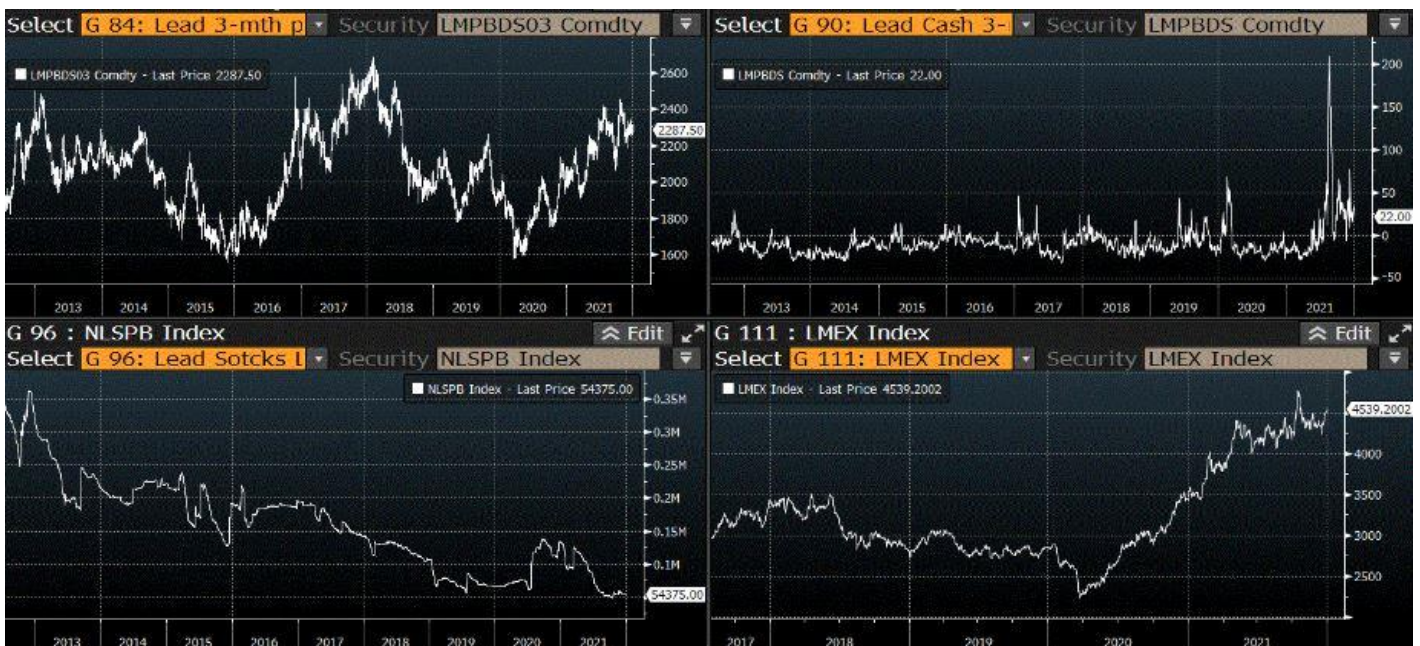 Select G 84: Lead 3-mth p Security LMPBDS03 Comdty
LMPBDS03 Comdty - Last Price 2287.50
2600
2400
2287.50
2200
2000
1800
1600
2013 2014 2015 2016 2017 2018 2019 2020 2021
Select G 90: Lead Cash 3- Security LMPBDS Comdty
LMPBDS Comdty - Last Price 22.00
200
150
100
50
22.00
0
-50
2013 2014 2015 2016 2017 2018 2019 2020 2021
G 96 : NLSPB Index Edit
Select G 96: Lead Sotcks L Security NLSPB Index
NLSPB Index - Last Price 54375.00
0.35M
0.3M
0.25M
0.2M
0.15M
0.1M
54375.00
2013 2014 2015 2016 2017 2018 2019 2020 2021
G 111 : LMEX Index Edit
Select G 111: LMEX Index Security LMEX Index
LMEX Index - Last Price 4539.2002
4539.2002
4000
3500
3000
2500
2017 2018 2019 2020 2021